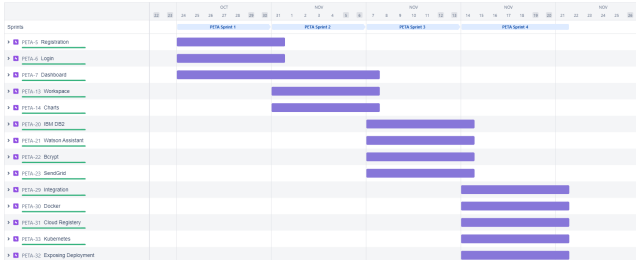 OCT NOV NOV NOV NOV
22 23 24 25 26 27 28 29 30 31 1 2 3 4 5 6 7 8 9 10 11 12 13 14 15 16 17 18 19 20 21 22 23 24 25 26
Sprints PETA Sprint 1 PETA Sprint 2 PETA Sprint 3 PETA Sprint 4
PETA-5 Registration
PETA-6 Login
PETA-7 Dashboard
PETA-13 Workspace
PETA-14 Charts
PETA-20 IBM DB2
PETA-21 Watson Assistant
PETA-22 Bcrypt
PETA-23 SendGrid
PETA-29 Integration
PETA-30 Docker
PETA-31 Cloud Registery
PETA-33 Kubernetes
PETA-32 Exposing Deployment